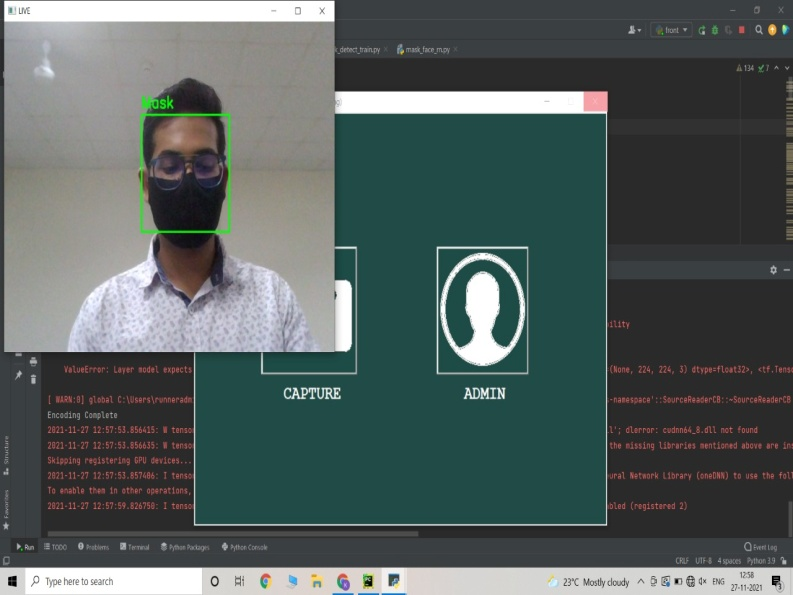 LIVE
Mask
front
_detect_train.py
mask_face_m.py
134
7
CAPTURE
ADMIN
ility
ValueError: Layer model expects
(None, 224, 224, 3) dtype=float32>, <tf.Tens
[ WARN:0] global C:\Users\runneradm
-namespace'::SourceReaderCB::~SourceReaderCB
Encoding Complete
2021-11-27 12:57:53.856415: W tenso
'; dlerror: cudnn64_8.dll not found
2021-11-27 12:57:53.856635: W tenso
the missing libraries mentioned above are ins
Skipping registering GPU devices...
2021-11-27 12:57:53.857406: I tenso
ural Network Library (oneDNN) to use the foll
To enable them in other operations,
2021-11-27 12:57:59.826750: I tenso
bled (registered 2)
Structure
Favorites
Run
TODO
Problems
Terminal
Python Packages
Python Console
Event Log
CRLF UTF-8 4 spaces Python 3.9
Type here to search
23°C Mostly cloudy
ENG
12:58
27-11-2021
3